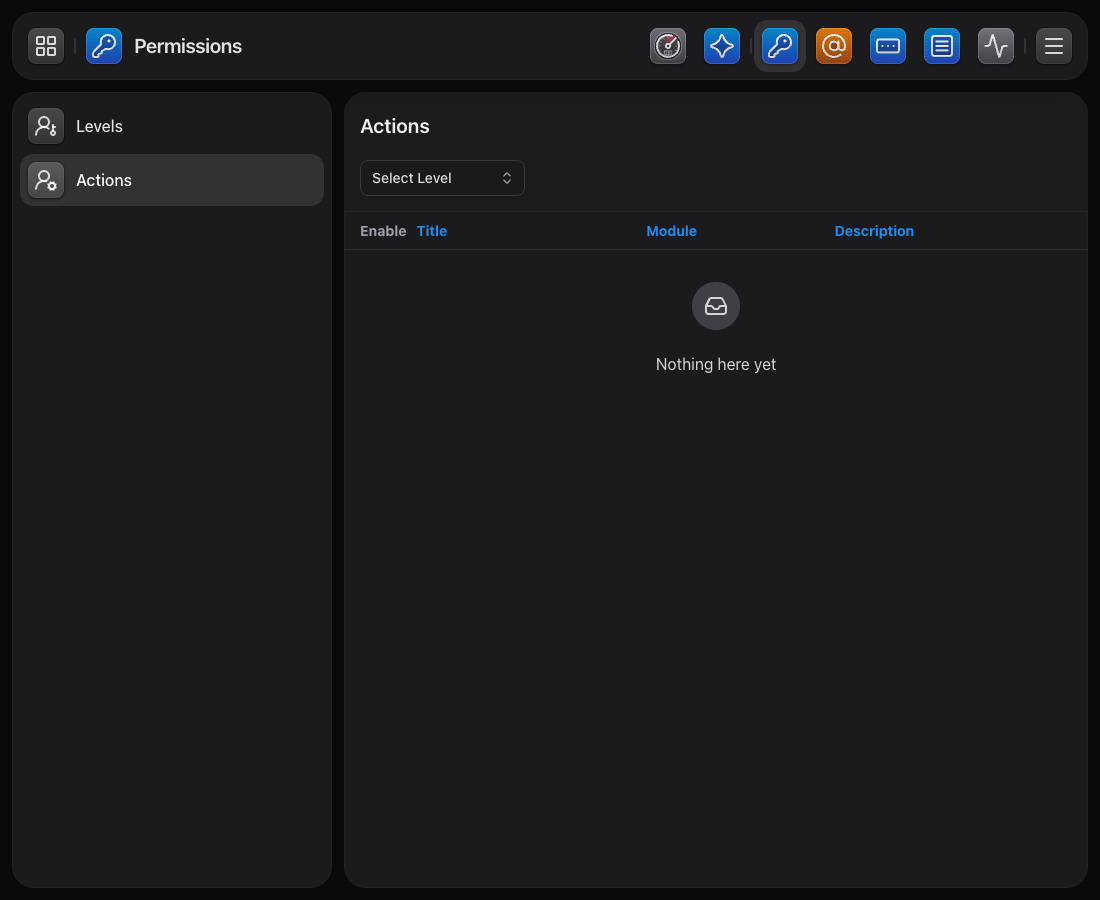 Permissions
Levels
Actions
Actions
Select Level
Enable Title Module Description
Nothing here yet